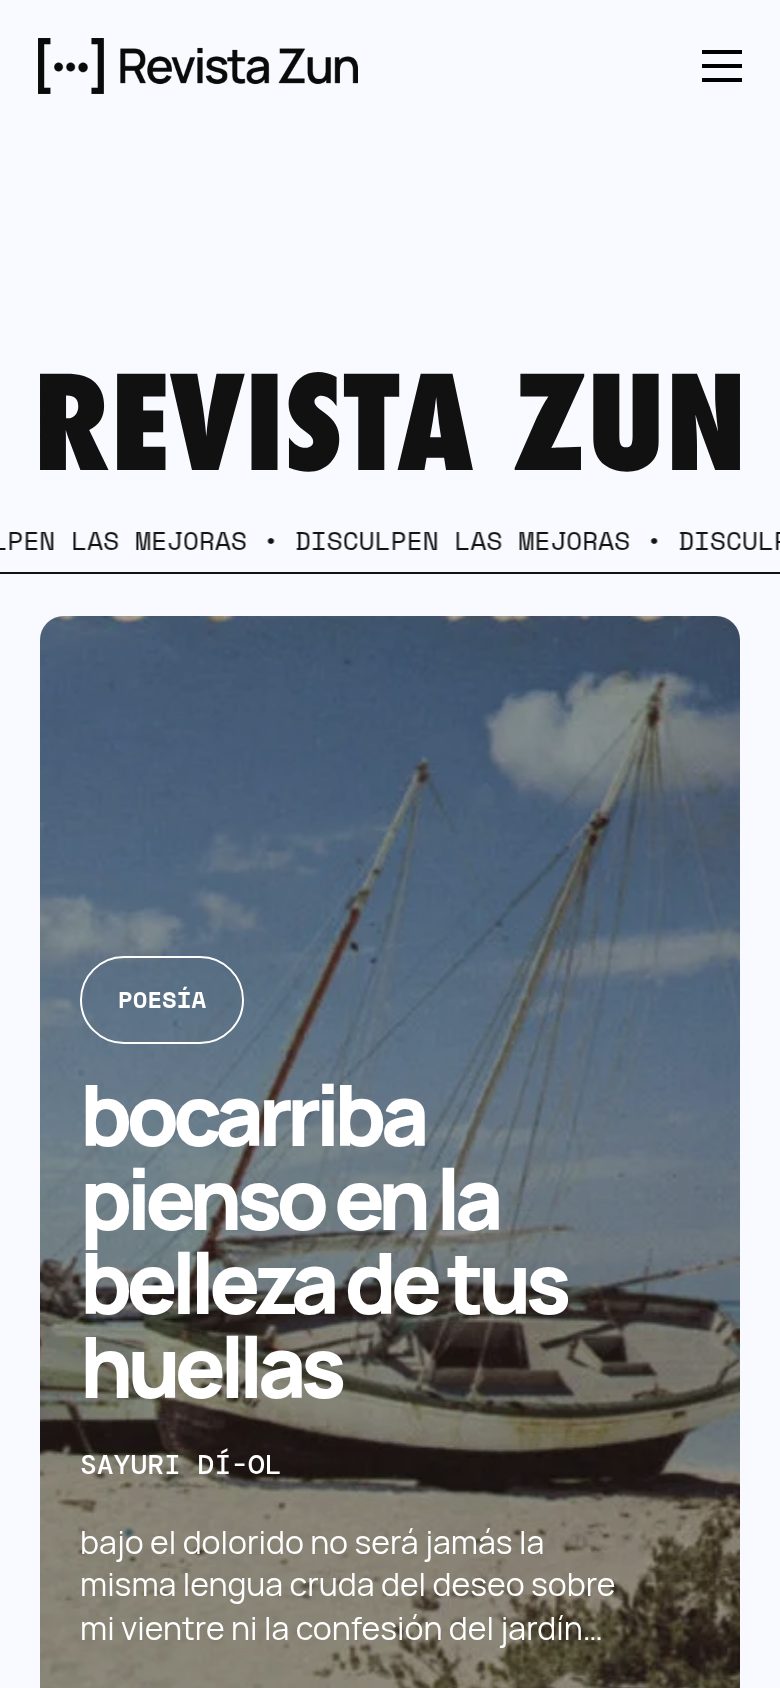 [•••] Revista Zun
REVISTA ZUN
LPEN LAS MEJORAS • DISCULPEN LAS MEJORAS • DISCULP
POESÍA
bocarriba
pienso en la
belleza de tus
huellas
SAYURI DÍ-OL
bajo el dolorido no será jamás la
misma lengua cruda del deseo sobre
mi vientre ni la confesión del jardín...